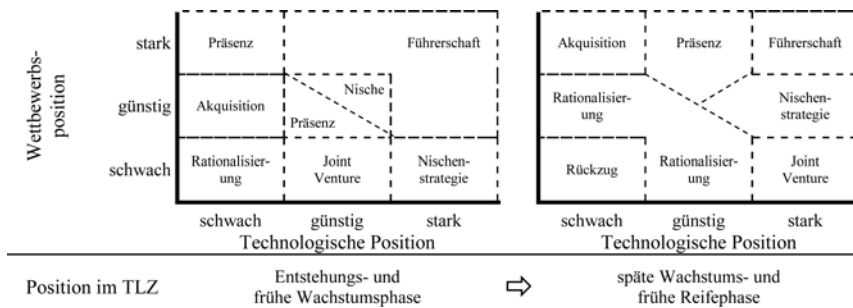 Wettbewerbs-
position
stark
günstig
schwach
Präsenz
Führerschaft
Akquisition
Nische
Präsenz
Rationalisier-
ung
Joint
Venture
Nischen-
strategie
schwach
günstig
stark
Technologische Position
Akquisition
Präsenz
Führerschaft
Rationalisier-
ung
Nischen-
strategie
Rückzug
Rationalisier-
ung
Joint
Venture
schwach
günstig
stark
Technologische Position
Position im TLZ
Entstehungs- und
frühe Wachstumsphase
späte Wachstums- und
frühe Reifephase